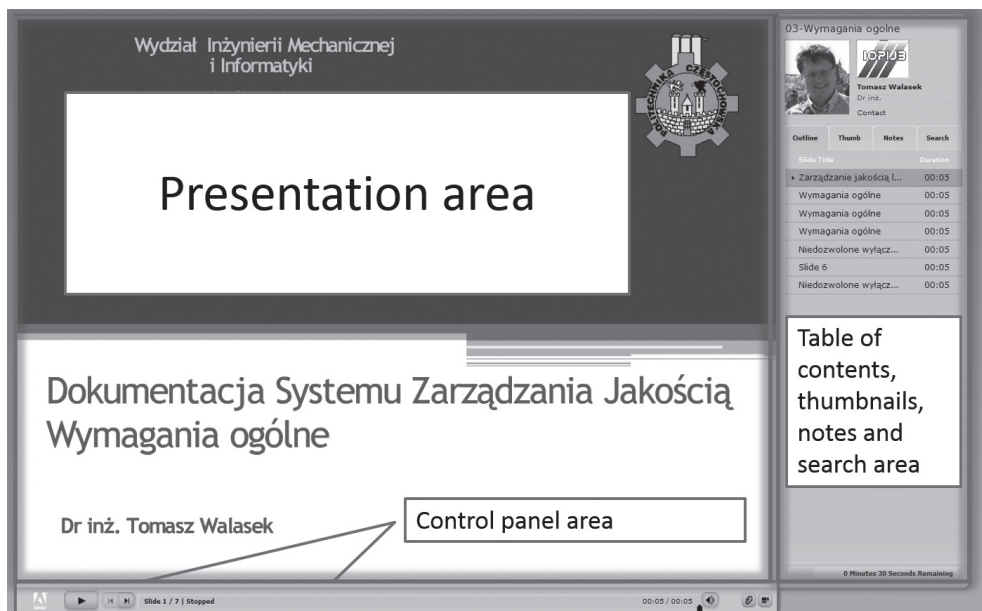 Wydział Inżynierii Mechanicznej
i Informatyki
POLITECHNIKA CZĘSTOCHOWSKA
Presentation area
Dokumentacja Systemu Zarządzania Jakością
Wymagania ogólne
Dr inż. Tomasz Walasek
Control panel area
03-Wymagania ogolne
IOPIJB
Tomasz Walasek
Dr inż.
Contact
Outline Thumb Notes Search
Slide Title Duration
Zarządzanie jakością I... 00:05
Wymagania ogólne 00:05
Wymagania ogólne 00:05
Wymagania ogólne 00:05
Niedozwolone wyłącz... 00:05
Slide 6 00:05
Niedozwolone wyłącz... 00:05
Table of
contents,
thumbnails,
notes and
search area
0 Minutes 30 Seconds Remaining
Adobe
Slide 1 / 7 | Stopped
00:05 / 00:05